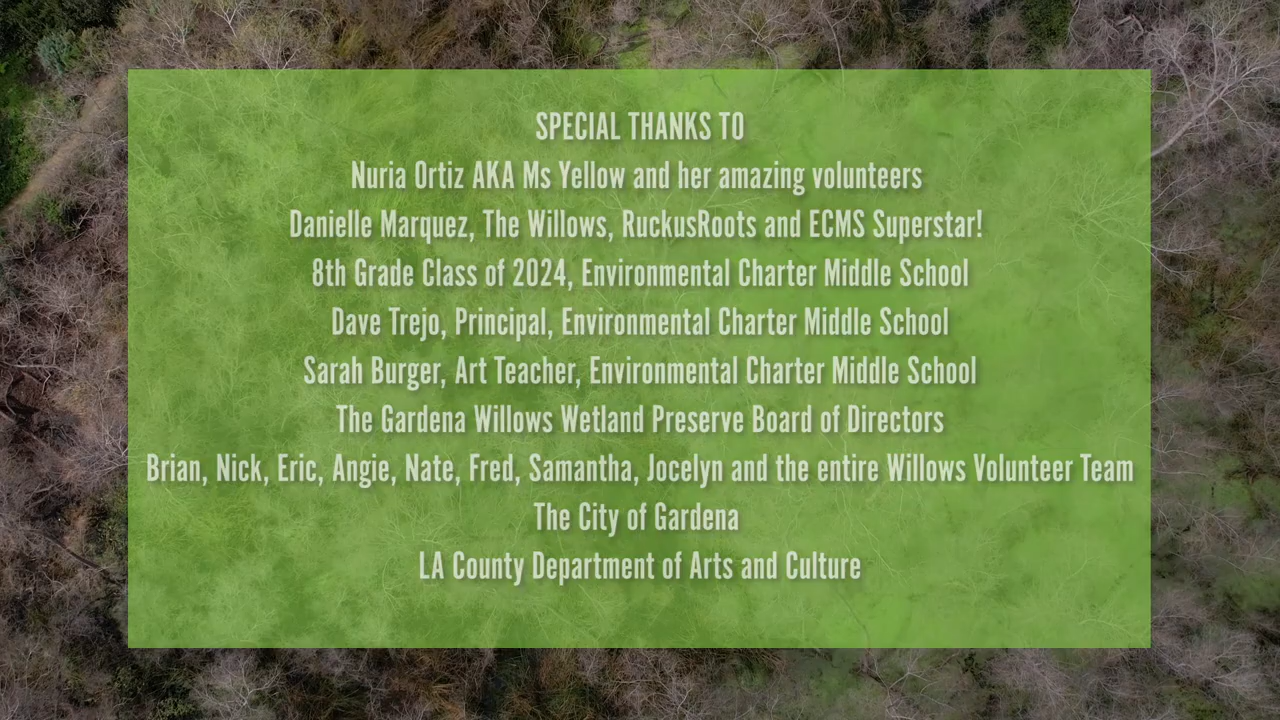 SPECIAL THANKS TO
Nuria Ortiz AKA Ms Yellow and her amazing volunteers
Danielle Marquez, The Willows, RuckusRoots and ECMS Superstar!
8th Grade Class of 2024, Environmental Charter Middle School
Dave Trejo, Principal, Environmental Charter Middle School
Sarah Burger, Art Teacher, Environmental Charter Middle School
The Gardena Willows Wetland Preserve Board of Directors
Brian, Nick, Eric, Angie, Nate, Fred, Samantha, Jocelyn and the entire Willows Volunteer Team
The City of Gardena
LA County Department of Arts and Culture